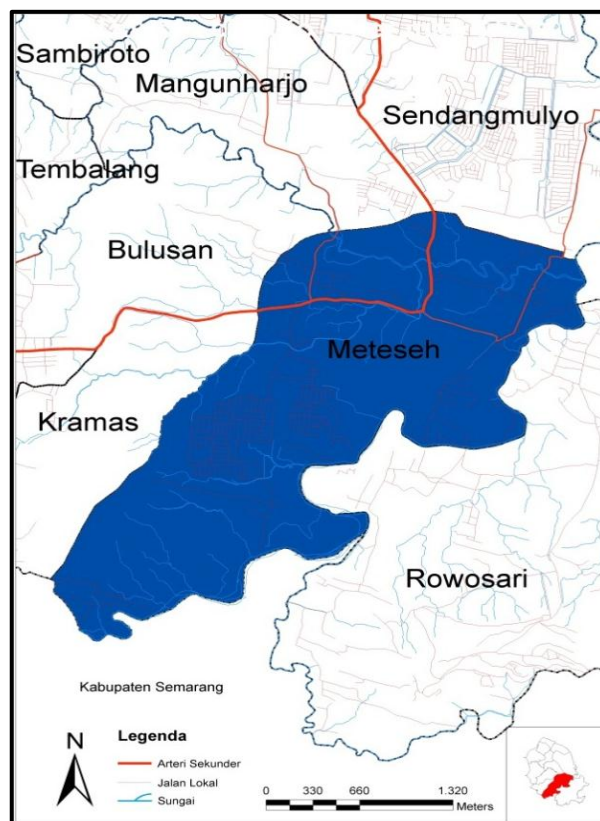 Sambiroto
Mangunharjo
Sendangmulyo
Tembalang
Bulusan
Meteseh
Kramas
Rowosari
Kabupaten Semarang
N
Legenda
Arteri Sekunder
Jalan Lokal
Sungai
0 330 660 1.320
Meters